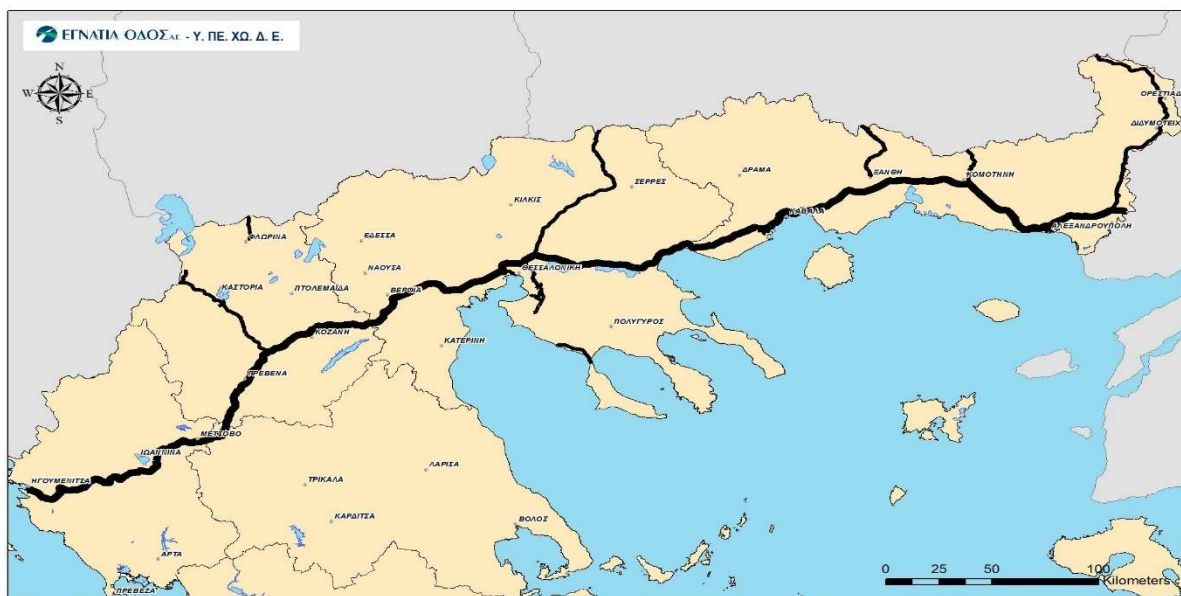 ΕΓΝΑΤΙΑ ΟΔΟΣ Α.Ε. - Υ. ΠΕ. ΧΩ. Δ. Ε.
N
W E
S
ΟΡΕΣΤΙΑΔ
ΔΙΔΥΜΟΤΕΙΧ
ΔΡΑΜΑ
ΞΑΝΘΗ
ΚΟΜΟΤΗΝΗ
ΣΕΡΡΕΣ
ΚΙΛΚΙΣ
ΚΑΒΑΛΑ
ΑΛΕΞΑΝΔΡΟΥΠΟΛΗ
ΦΛΩΡΙΝΑ
ΕΔΕΣΣΑ
ΝΑΟΥΣΑ
ΘΕΣΣΑΛΟΝΙΚΗ
ΚΑΣΤΟΡΙΑ
ΠΤΟΛΕΜΑΪΔΑ
ΒΕΡΟΙΑ
ΠΟΛΥΓΥΡΟΣ
ΚΟΖΑΝΗ
ΚΑΤΕΡΙΝΗ
ΓΡΕΒΕΝΑ
ΜΕΤΣΟΒΟ
ΙΩΑΝΝΙΝΑ
ΗΓΟΥΜΕΝΙΤΣΑ
ΛΑΡΙΣΑ
ΤΡΙΚΑΛΑ
ΚΑΡΔΙΤΣΑ
ΒΟΛΟΣ
ΑΡΤΑ
ΠΡΕΒΕΖΑ
0 25 50 100
Kilometers